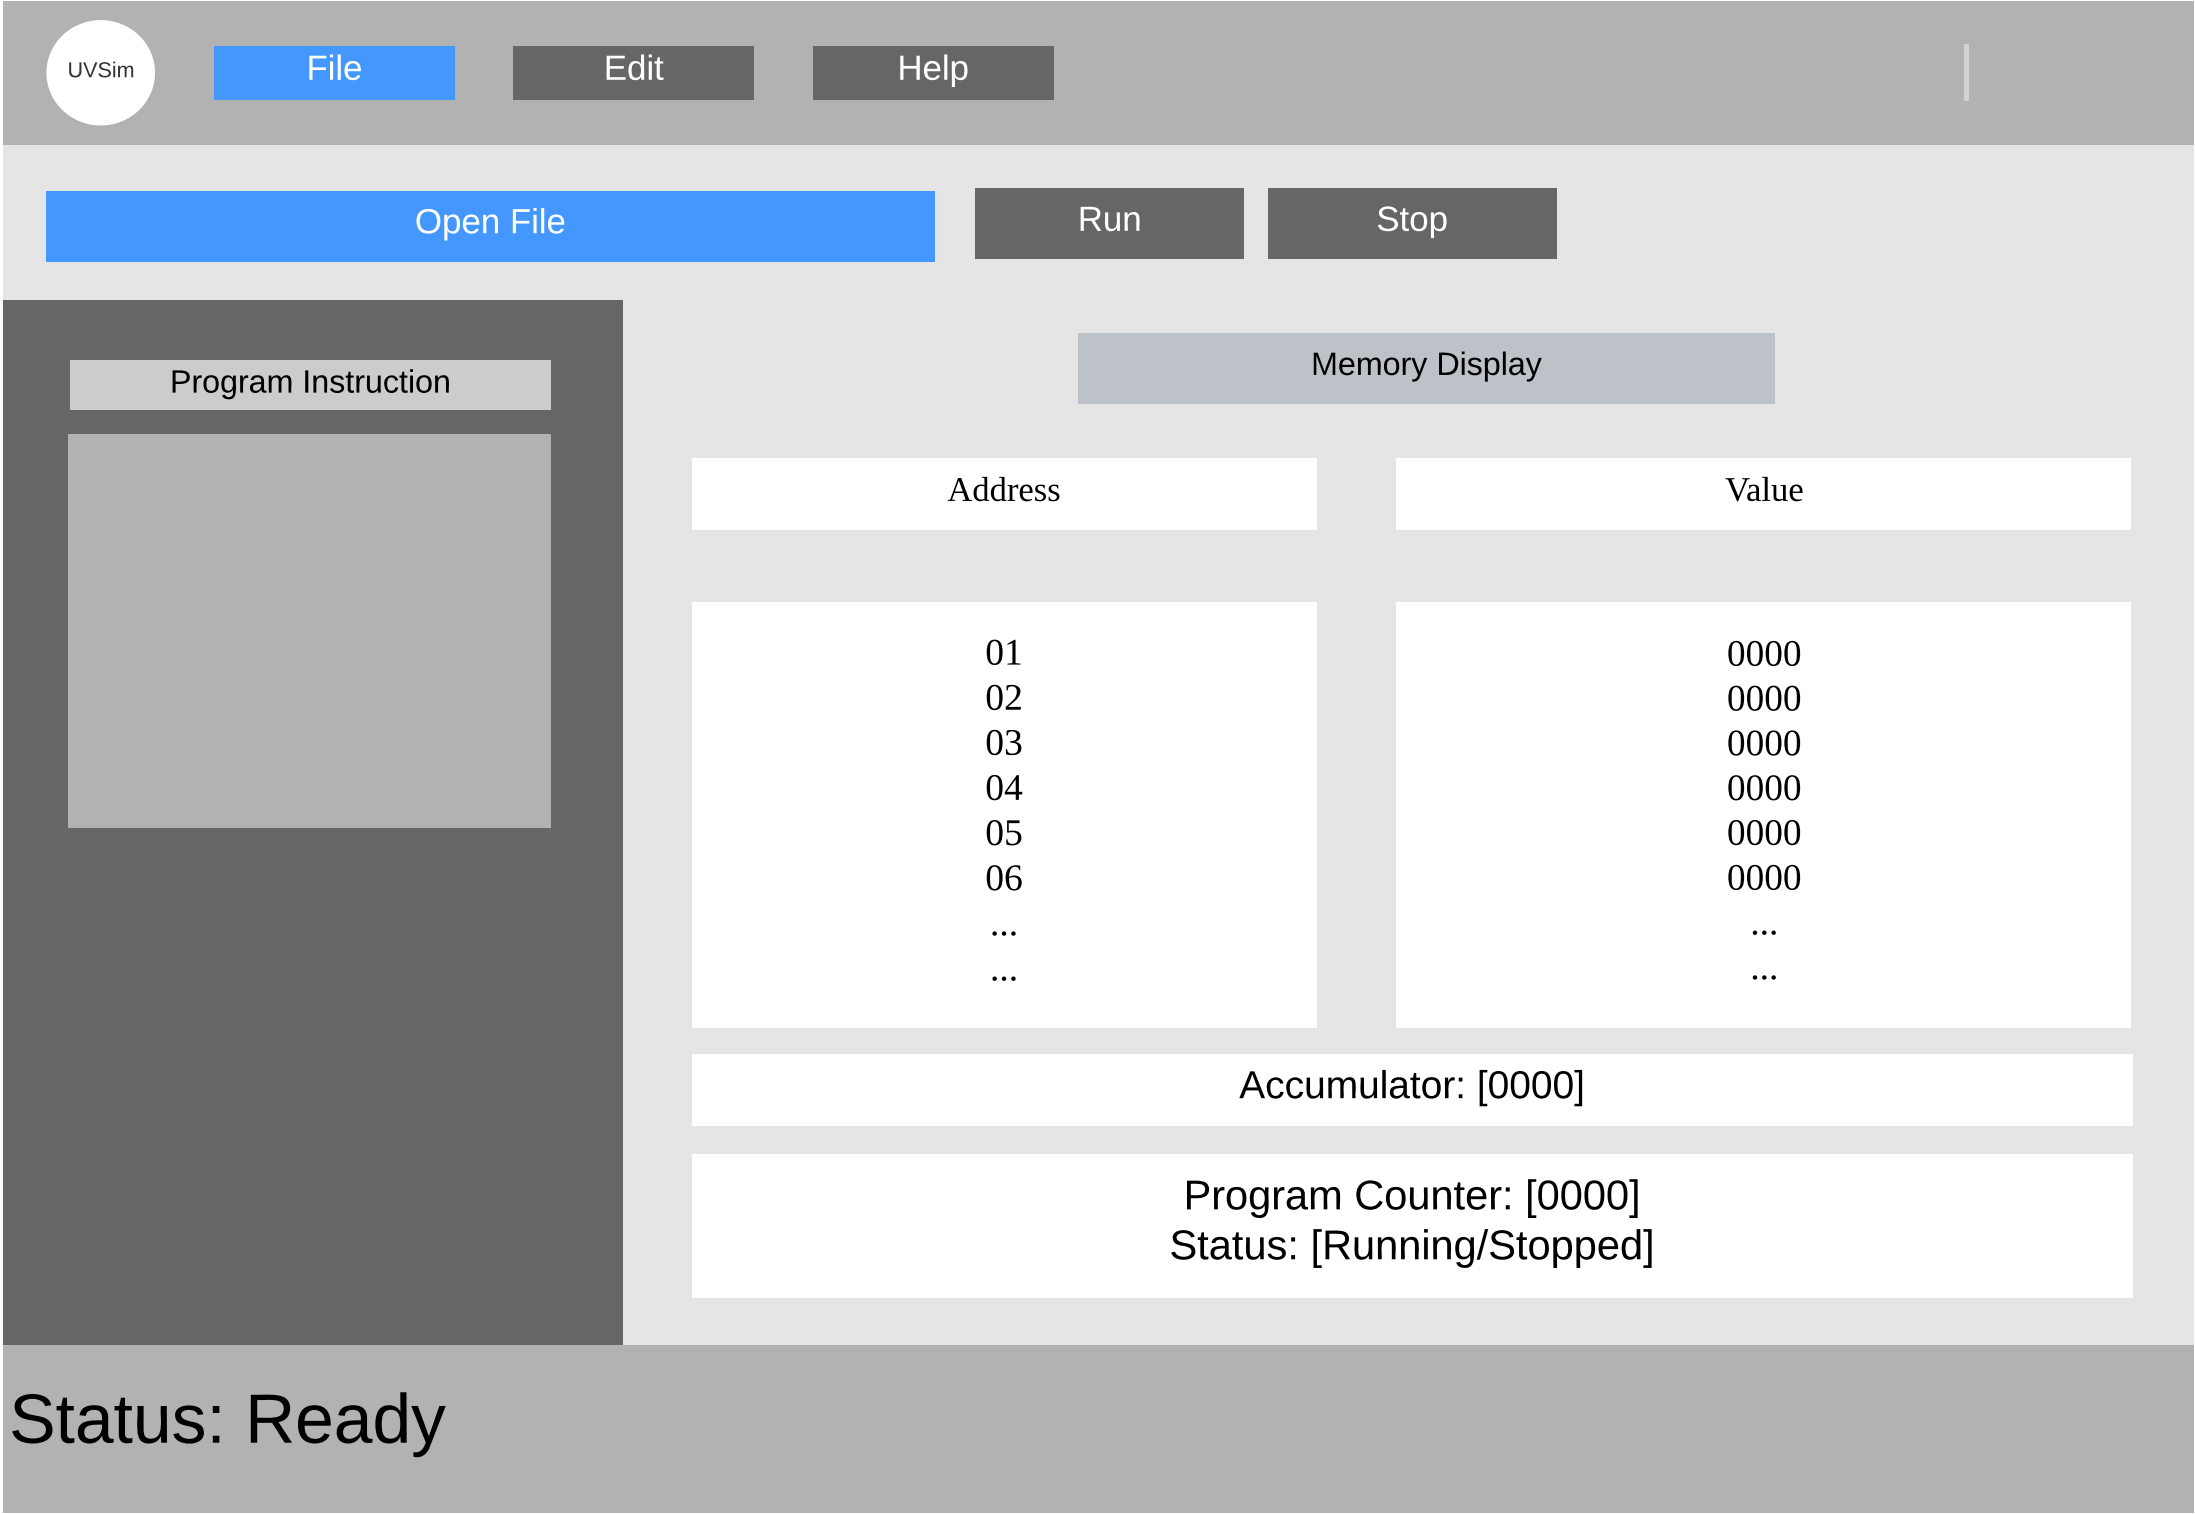 UVSim
File
Edit
Help
Open File
Run
Stop
Program Instruction
Memory Display
Address
Value
01
02
03
04
05
06
...
...
0000
0000
0000
0000
0000
0000
...
...
Accumulator: [0000]
Program Counter: [0000]
Status: [Running/Stopped]
Status: Ready